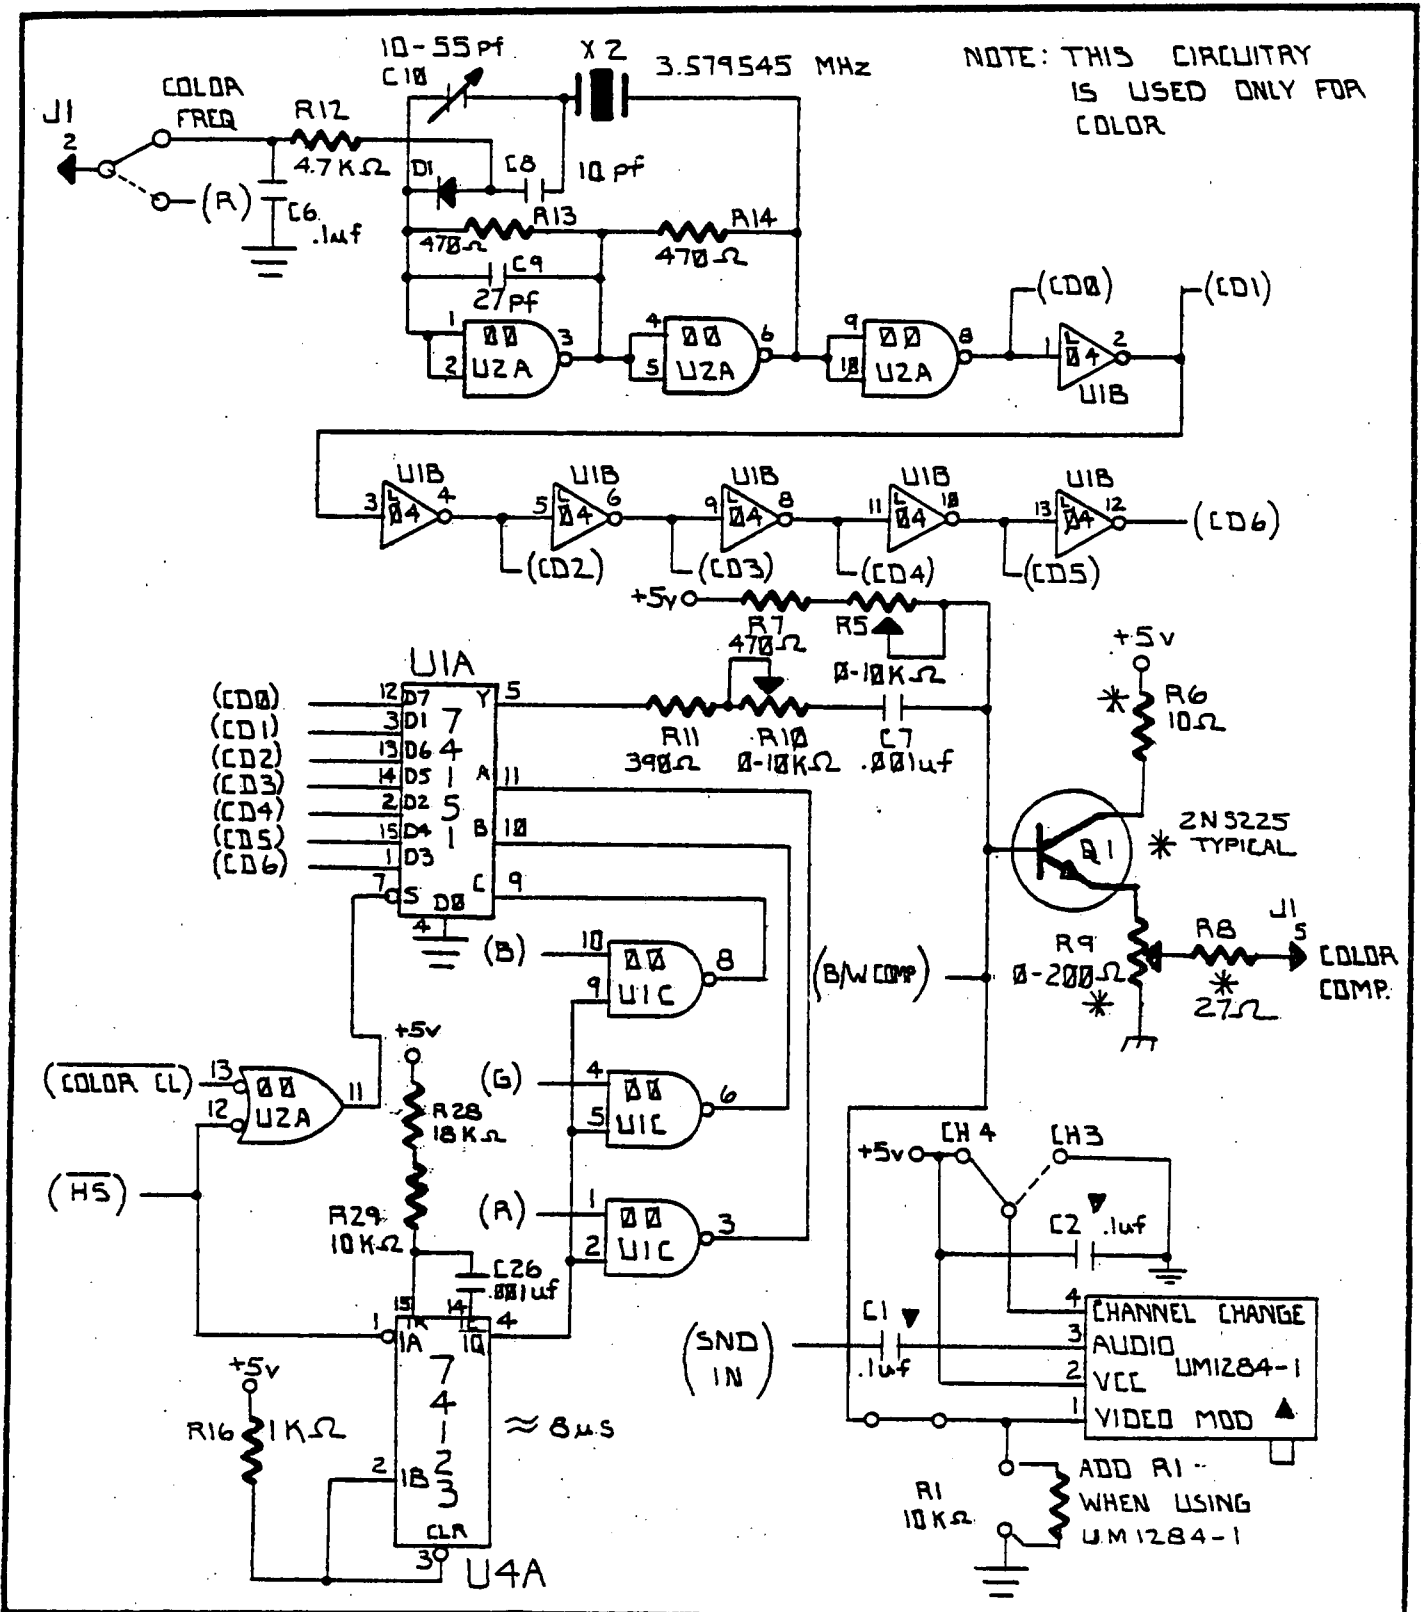 10-55pf
C10
X2
3.579545 MHz
NOTE: THIS CIRCUITRY
IS USED ONLY FOR
COLOR
J1
2
COLOR
FREQ
R12
4.7KΩ
(R)
C6
.1uf
D1
C8
10 pf
R13
470Ω
R14
470Ω
C9
27pf
1
2
00
U2A
3
4
5
00
U2A
6
9
10
00
U2A
8
(CD0)
1
L
04
2
U1B
(CD1)
U1B
3
L
04
4
U1B
5
L
04
6
U1B
9
L
04
8
U1B
11
L
04
10
U1B
13
L
04
12
(CD2)
(CD3)
(CD4)
(CD5)
(CD6)
+5v
R7
470Ω
R5
0-10KΩ
U1A
(CD0) 12 D7
(CD1) 3 D1
(CD2) 13 D6
(CD3) 14 D5
(CD4) 2 D2
(CD5) 15 D4
(CD6) 1 D3
7 S
4 D0
7
4
1
5
1
Y 5
A 11
B 10
C 9
R11
390Ω
R10
0-10KΩ
C7
.001uf
+5v
* R6
10Ω
Q1
* 2N5225
TYPICAL
R9
0-200Ω
*
R8
*
27Ω
J1
5
COLOR
COMP.
(B/W COMP)
(B)
10
9
00
U1C
8
(G)
4
5
00
U1C
6
(R)
1
2
00
U1C
3
(COLOR CL)
13
12
00
U2A
11
(HS)
+5v
R28
18KΩ
R29
10KΩ
C26
.001uf
15
14
1
1A
1Q
4
7
4
1
2
3
≈ 8us
2
1B
CLR
3
U4A
+5v
R16
1KΩ
+5v
CH4
CH3
C2
.1uf
(SND
IN)
C1
.1uf
4 CHANNEL CHANGE
3 AUDIO
UM1284-1
2 VCC
1 VIDEO MOD
R1
10KΩ
ADD R1
WHEN USING
UM1284-1